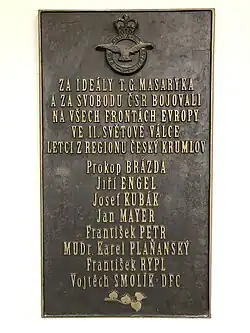 ZA IDEÁLY T.G. MASARYKA
A ZA SVOBODU ČSR BOJOVALI
NA VŠECH FRONTÁCH EVROPY
VE II. SVĚTOVÉ VÁLCE
LETCI Z REGIONU ČESKÝ KRUMLOV
Prokop BRÁZDA
Jiří ENGEL
Josef KUBÁK
Jan MAYER
František PETR
MUDr. Karel PLAŇANSKÝ
František RYPL
Vojtěch SMOLÍK-DFC